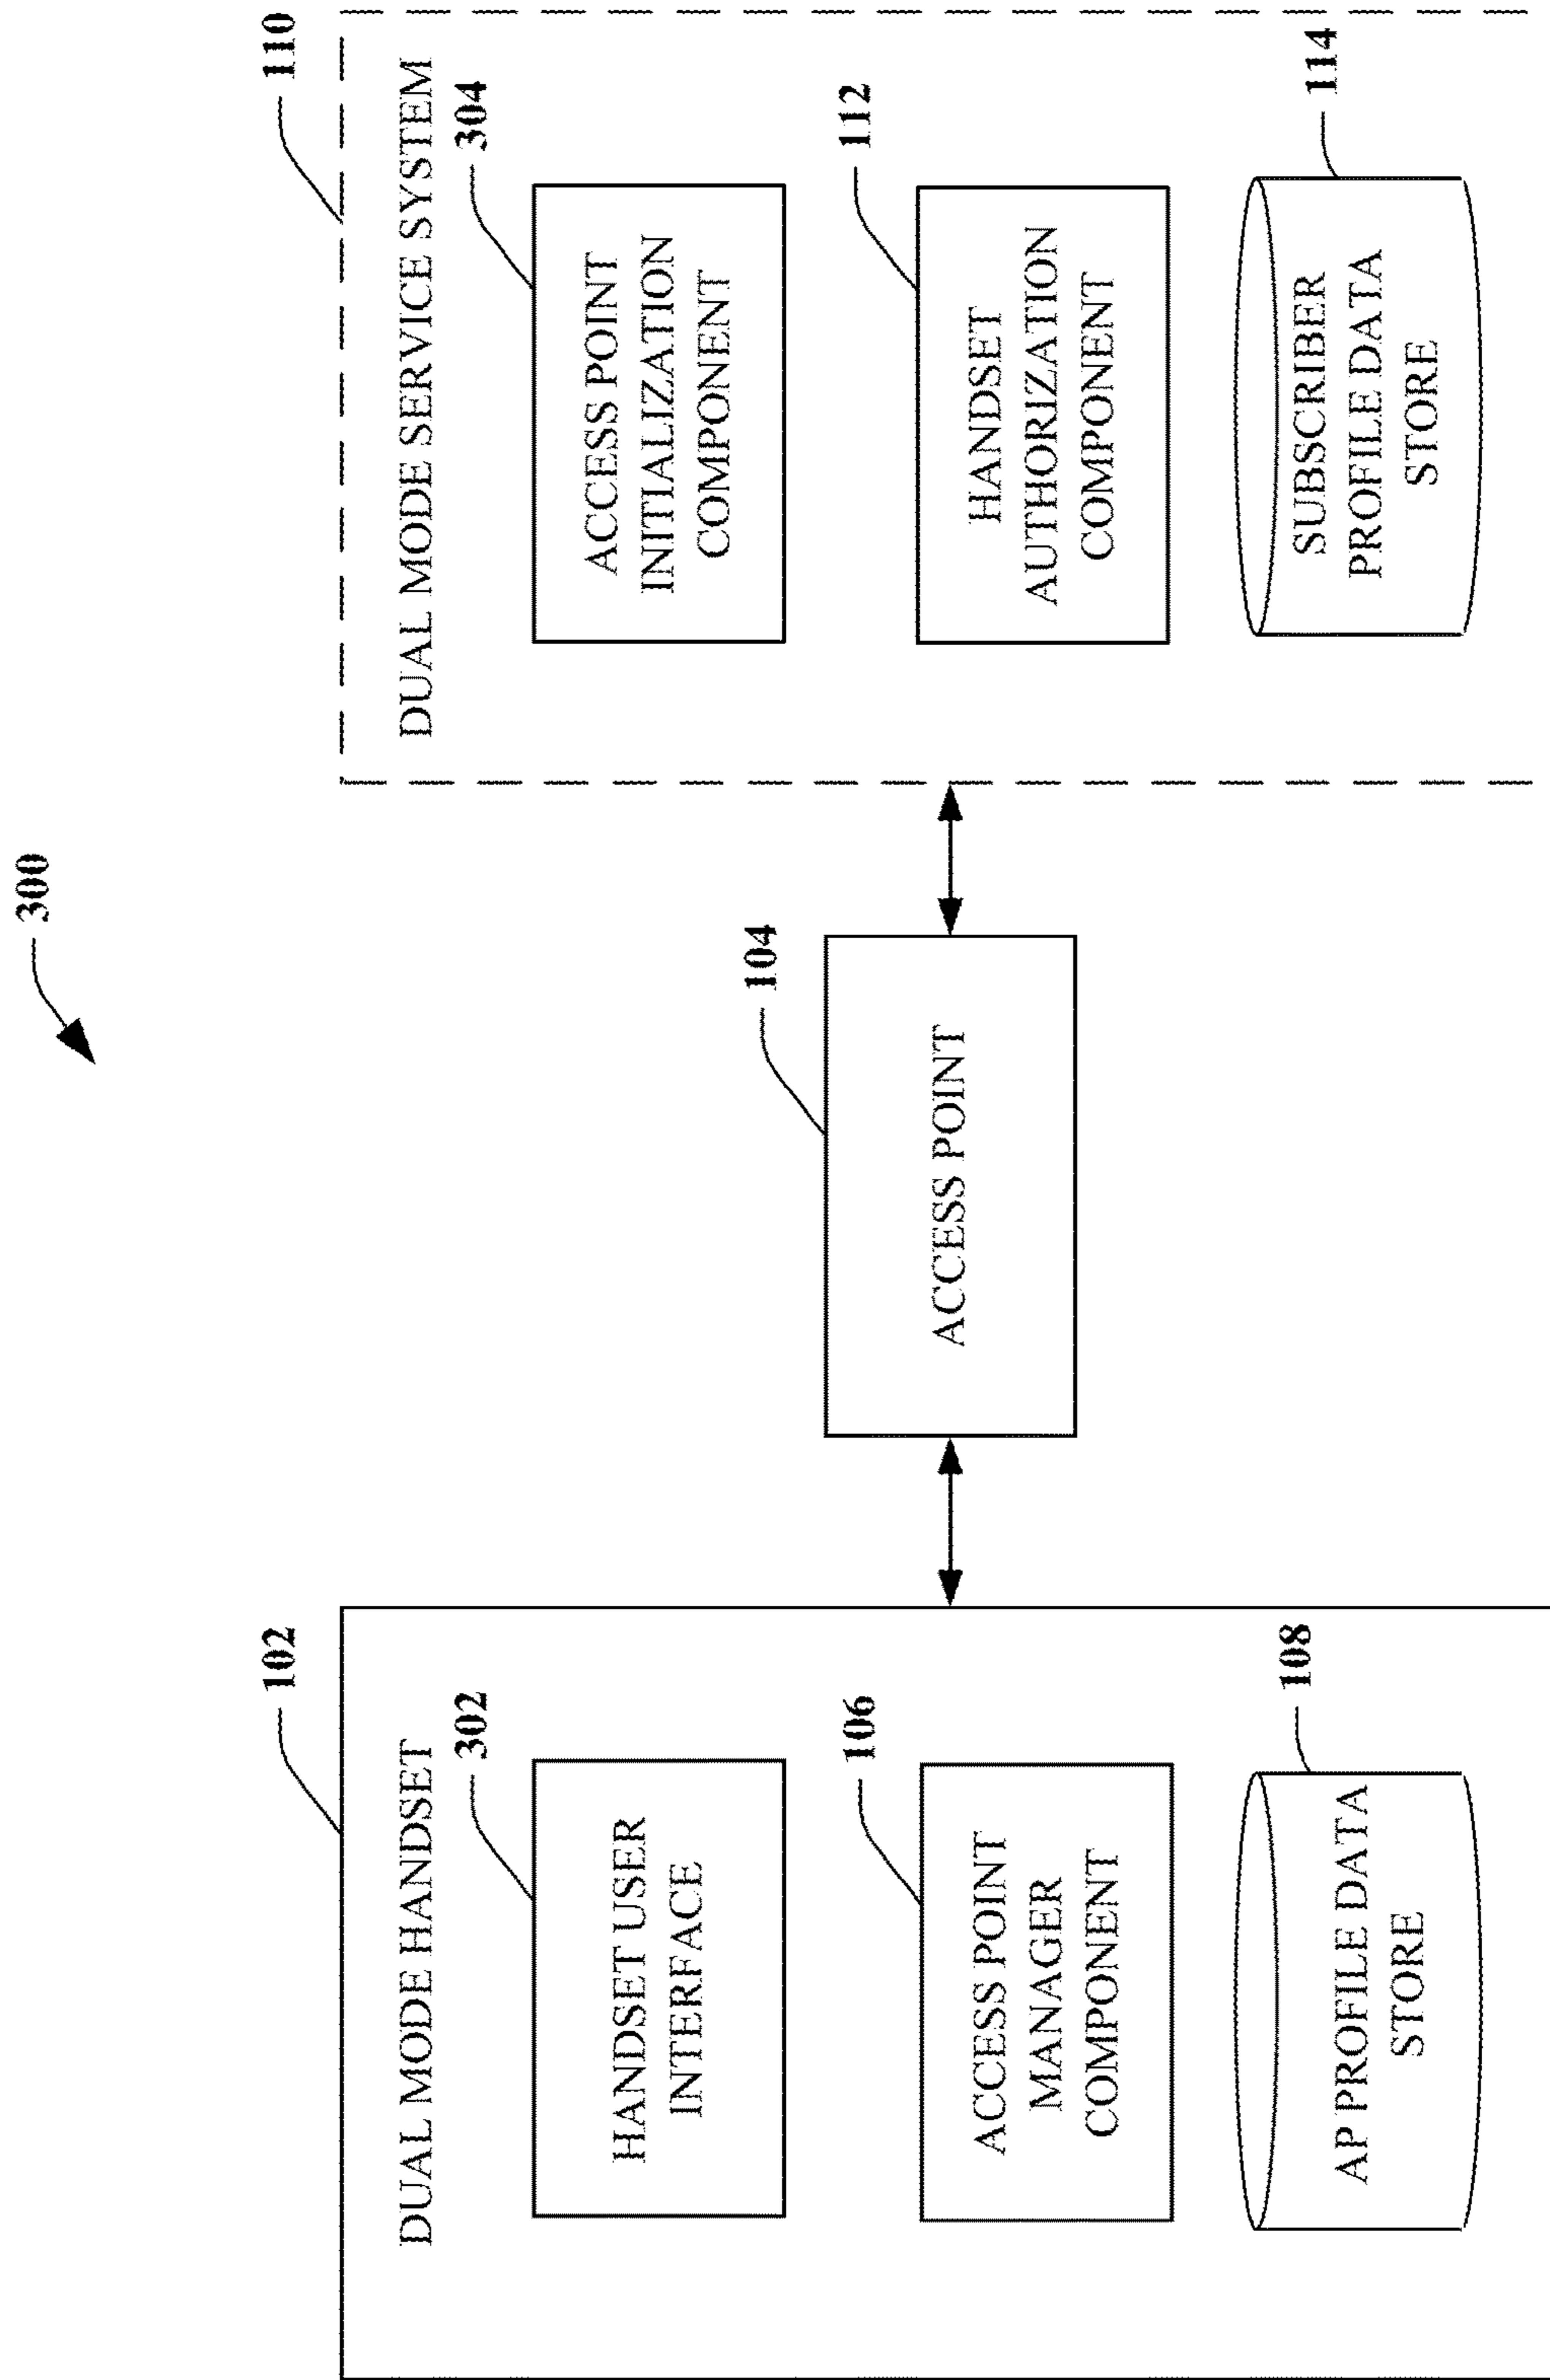 300
102
DUAL MODE HANDSET
302
HANDSET USER
INTERFACE
106
ACCESS POINT
MANAGER
COMPONENT
108
AP PROFILE DATA
STORE
104
ACCESS POINT
110
DUAL MODE SERVICE SYSTEM
304
ACCESS POINT
INITIALIZATION
COMPONENT
112
HANDSET
AUTHORIZATION
COMPONENT
114
SUBSCRIBER
PROFILE DATA
STORE